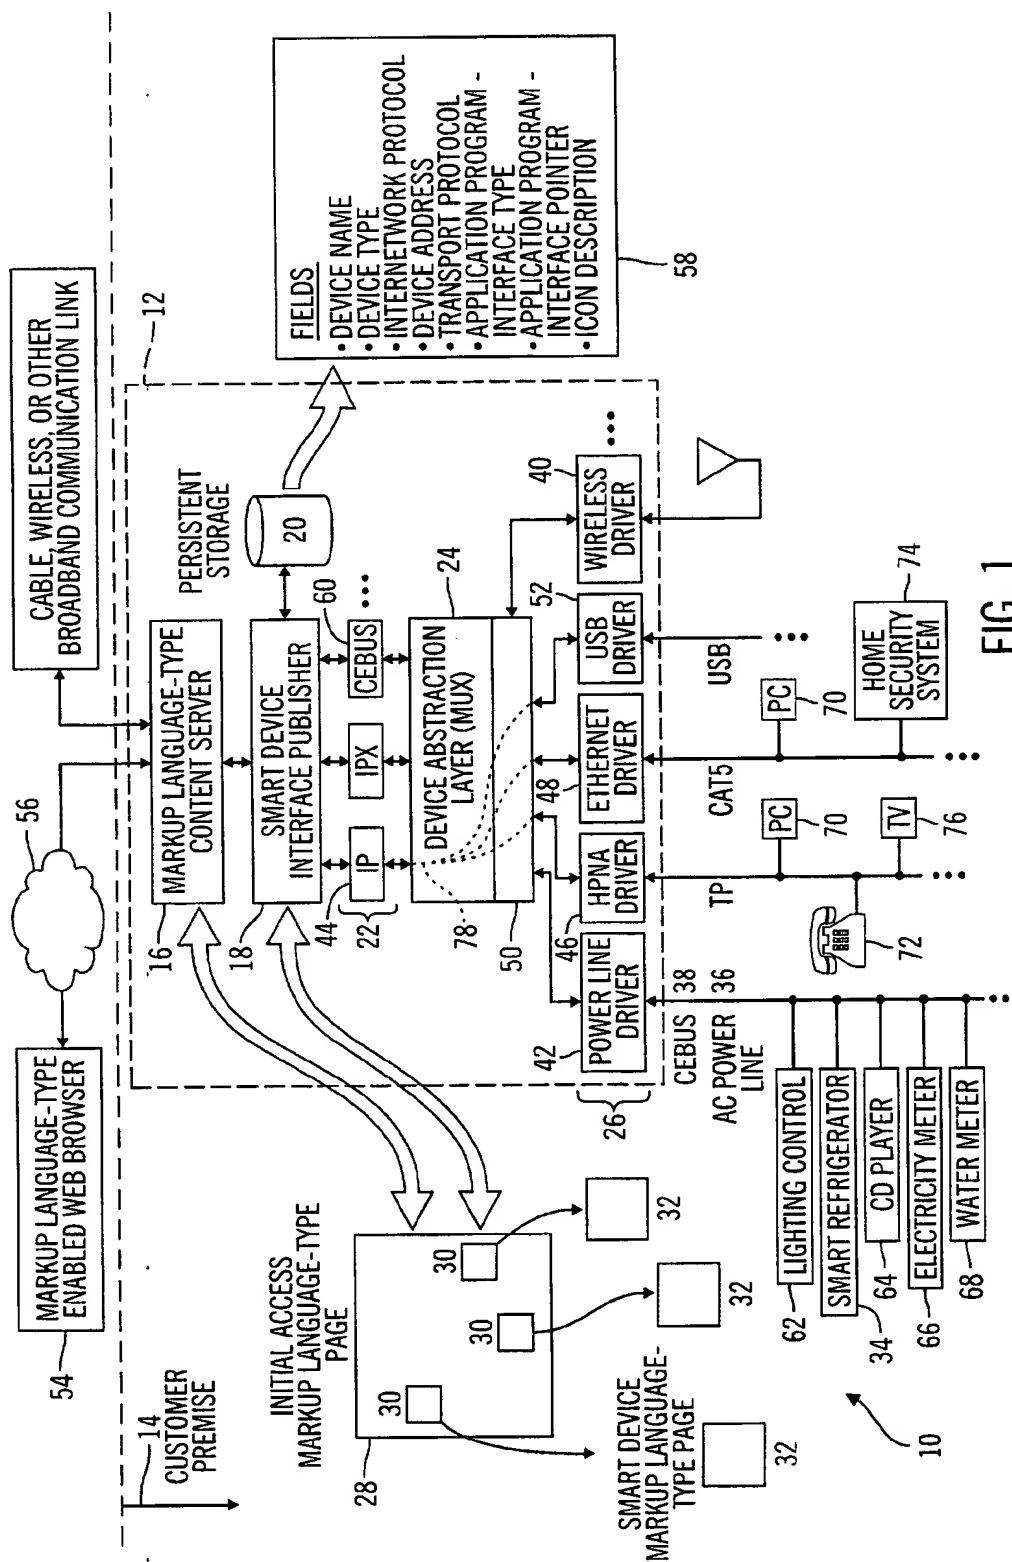 MARKUP LANGUAGE-TYPE
ENABLED WEB BROWSER
54
56
CABLE, WIRELESS, OR OTHER
BROADBAND COMMUNICATION LINK
14
CUSTOMER
PREMISE
12
16
MARKUP LANGUAGE-TYPE
CONTENT SERVER
18
SMART DEVICE
INTERFACE PUBLISHER
PERSISTENT
STORAGE
20
FIELDS
• DEVICE NAME
• DEVICE TYPE
• INTERNETWORK PROTOCOL
• DEVICE ADDRESS
• TRANSPORT PROTOCOL
• APPLICATION PROGRAM -
INTERFACE TYPE
• APPLICATION PROGRAM -
INTERFACE POINTER
• ICON DESCRIPTION
58
44
22
IP
IPX
CEBUS
60
DEVICE ABSTRACTION
LAYER (MUX)
24
78
50
INITIAL ACCESS
MARKUP LANGUAGE-TYPE
PAGE
28
30
30
30
32
32
32
SMART DEVICE
MARKUP LANGUAGE-
TYPE PAGE
26
42
POWER LINE
DRIVER
46
HPNA
DRIVER
48
ETHERNET
DRIVER
52
USB
DRIVER
40
WIRELESS
DRIVER
CEBUS 38
AC POWER 36
LINE
TP
CAT5
USB
62
LIGHTING CONTROL
34
SMART REFRIGERATOR
64
CD PLAYER
66
ELECTRICITY METER
68
WATER METER
72
PC
70
TV
76
PC
70
HOME
SECURITY
SYSTEM
74
10
FIG. 1